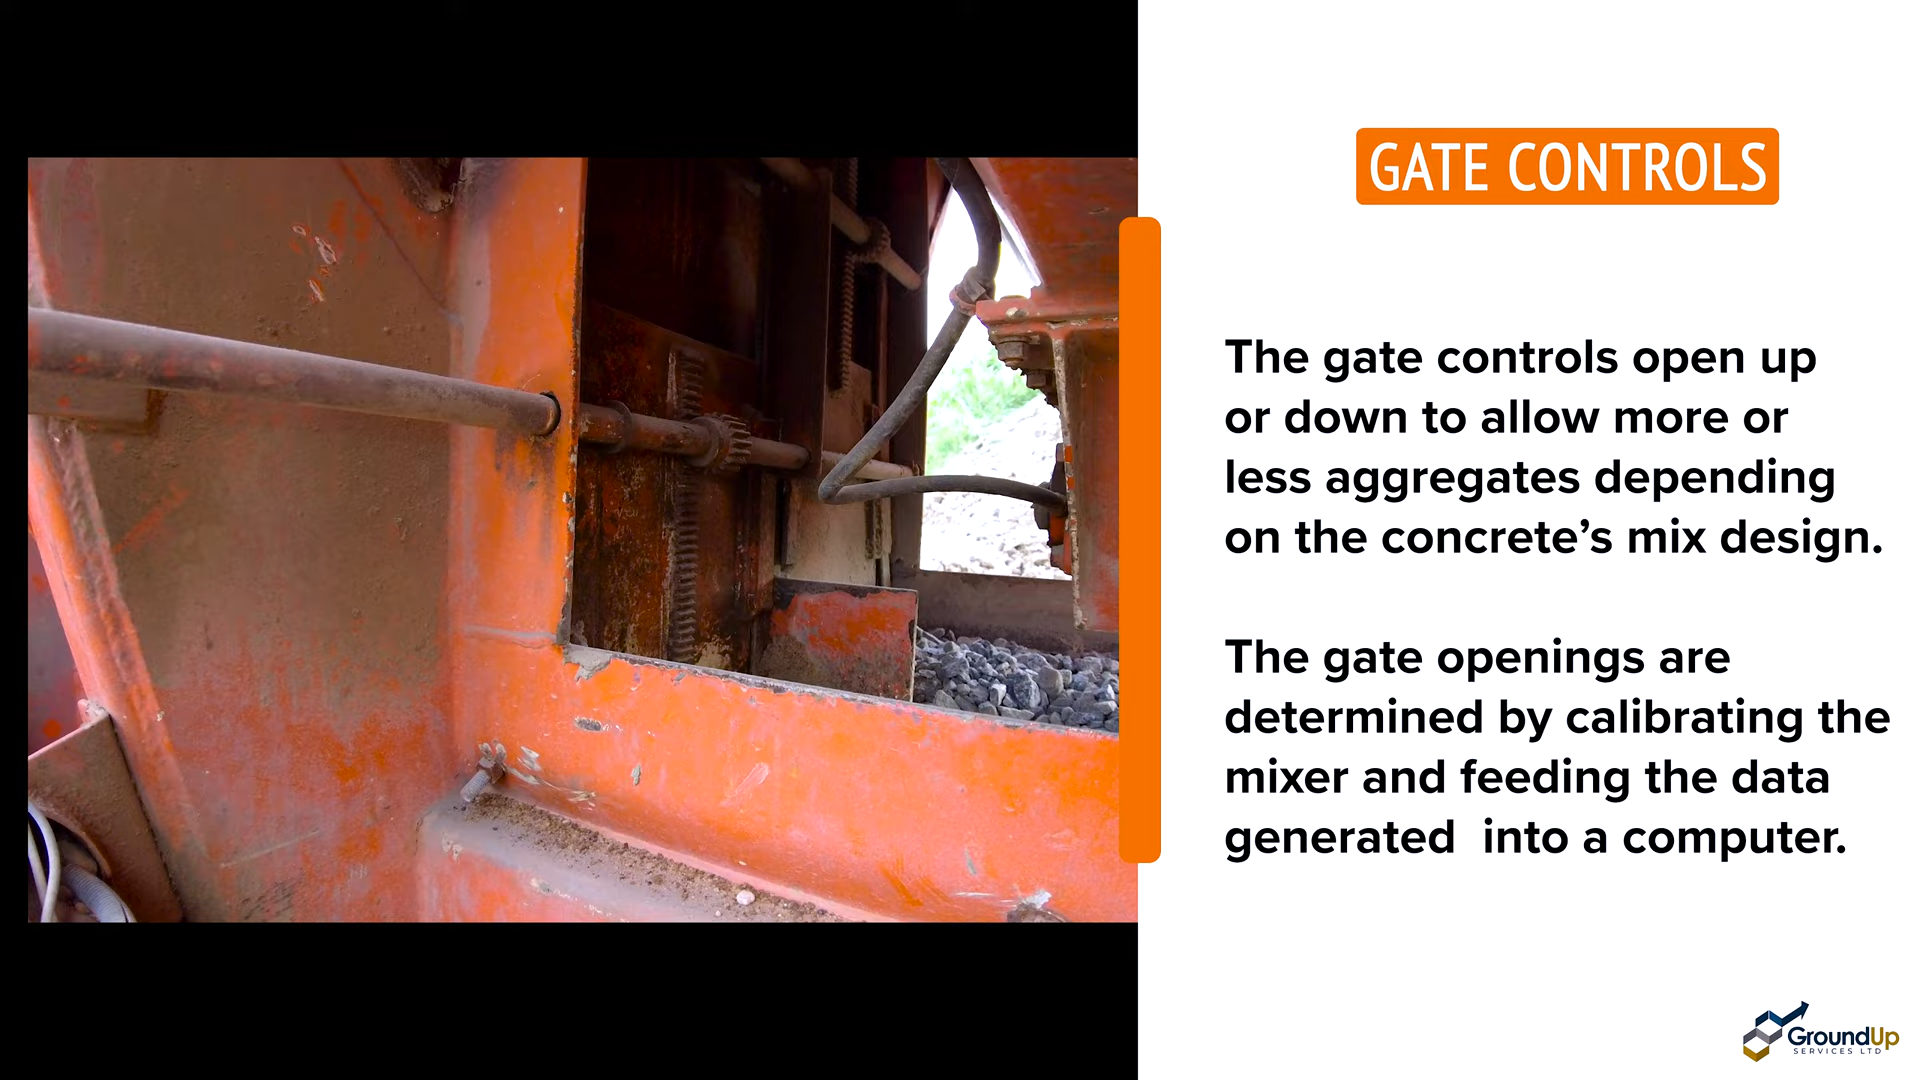 GATE CONTROLS
The gate controls open up
or down to allow more or
less aggregates depending
on the concrete’s mix design.
The gate openings are
determined by calibrating the
mixer and feeding the data
generated  into a computer.
GroundUp
SERVICES LTD